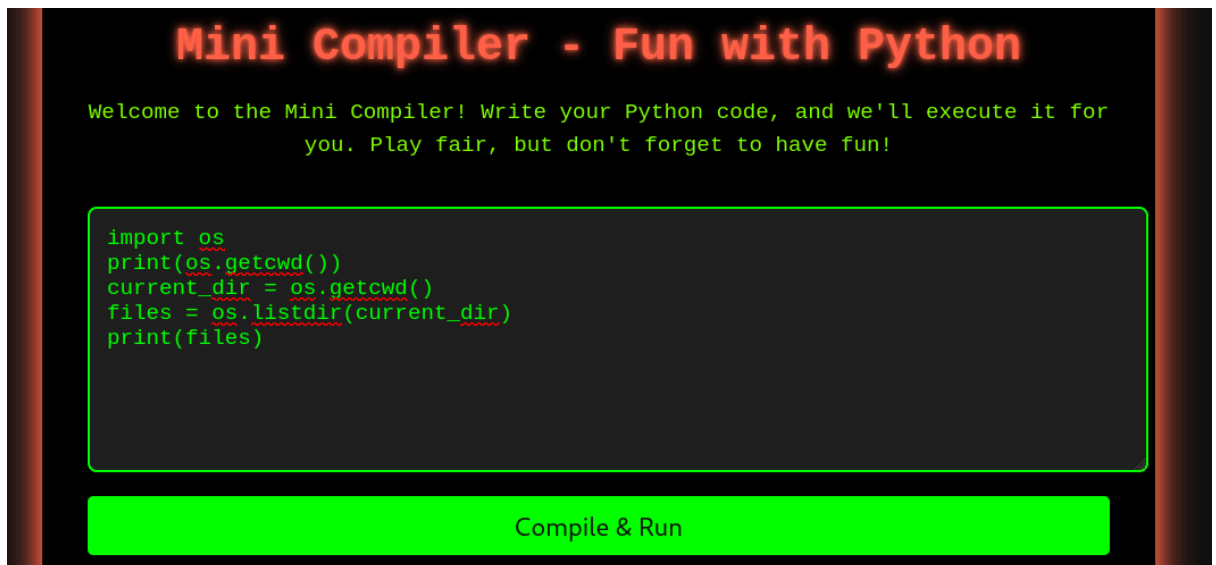 Mini Compiler - Fun with Python
Welcome to the Mini Compiler! Write your Python code, and we'll execute it for
you. Play fair, but don't forget to have fun!
import os
print(os.getcwd())
current_dir = os.getcwd()
files = os.listdir(current_dir)
print(files)
Compile & Run